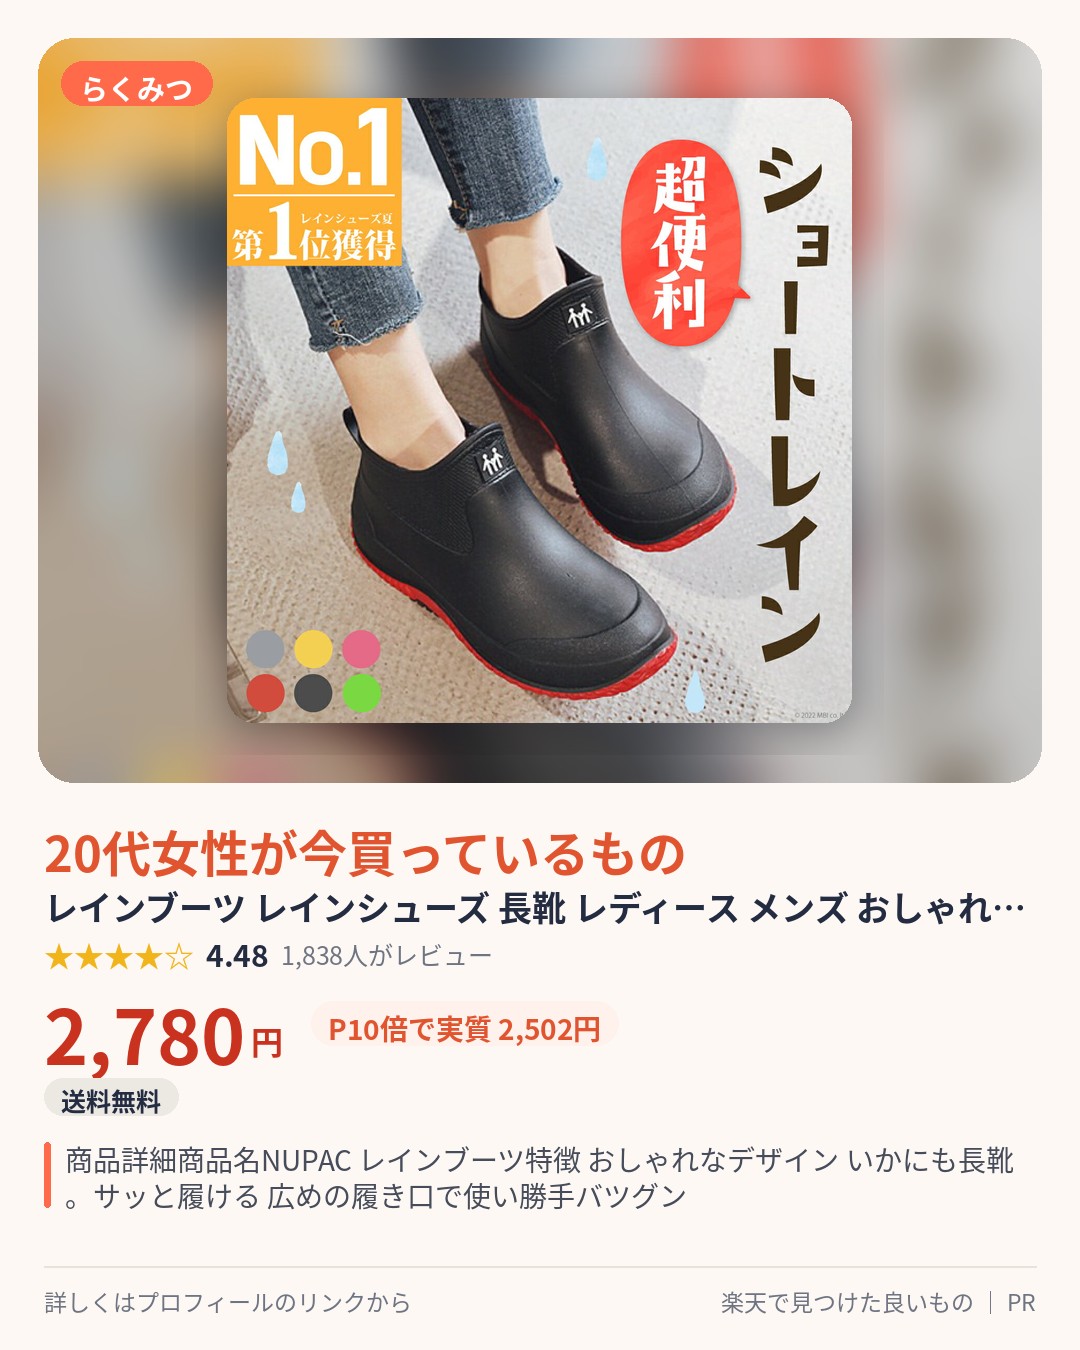 らくみつ
No.1
レインシューズ夏
第1位獲得
超便利
ショートレイン
20代女性が今買っているもの
レインブーツ レインシューズ 長靴 レディース メンズ おしゃれ…
★★★★☆ 4.48 1,838人がレビュー
2,780円 P10倍で実質 2,502円
送料無料
商品詳細商品名NUPAC レインブーツ特徴 おしゃれなデザイン いかにも長靴
。サッと履ける 広めの履き口で使い勝手バツグン
詳しくはプロフィールのリンクから
楽天で見つけた良いもの ｜ PR